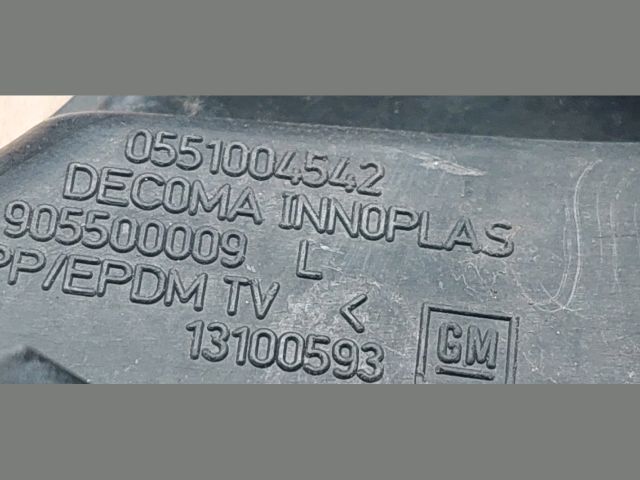 0551004542
DECOMA INNOPLAS
905500009 L
PP/EPDM TV <
13100593 GM